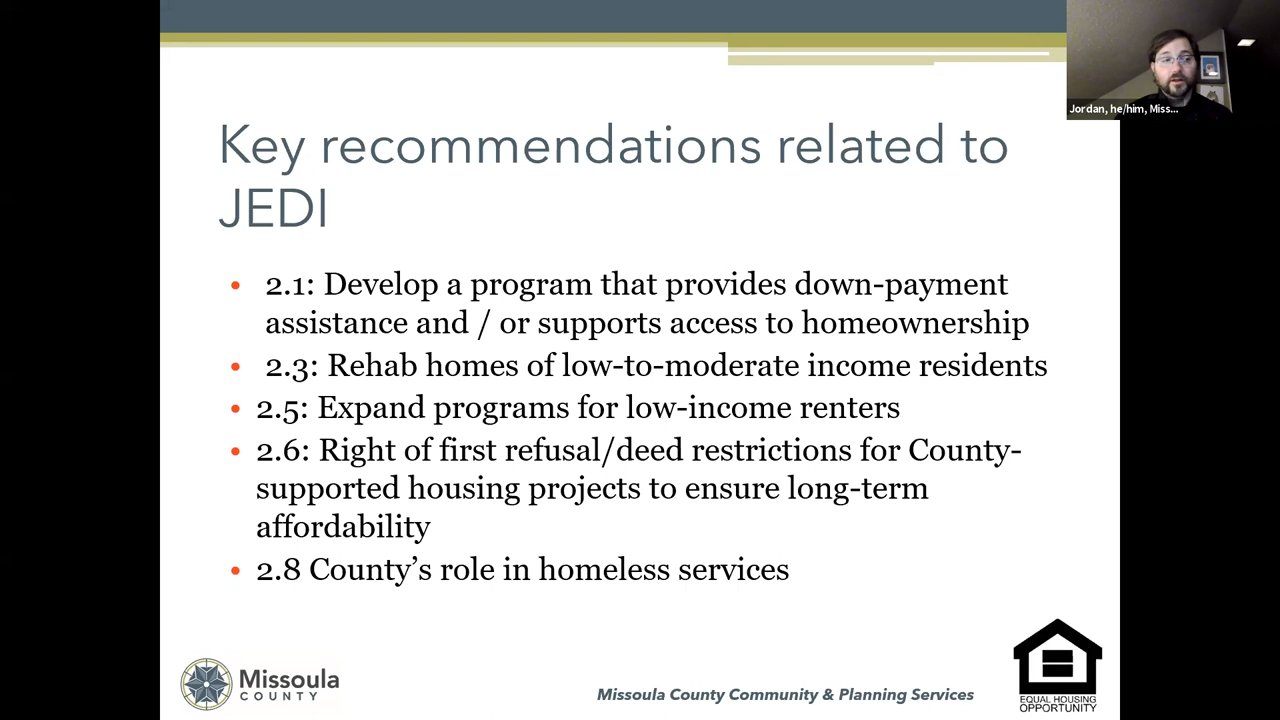 Jordan, he/him, Miss...
Key recommendations related to
JEDI
• 2.1: Develop a program that provides down-payment
assistance and / or supports access to homeownership
• 2.3: Rehab homes of low-to-moderate income residents
• 2.5: Expand programs for low-income renters
• 2.6: Right of first refusal/deed restrictions for County-
supported housing projects to ensure long-term
affordability
• 2.8 County’s role in homeless services
Missoula
COUNTY
Missoula County Community & Planning Services
EQUAL HOUSING
OPPORTUNITY